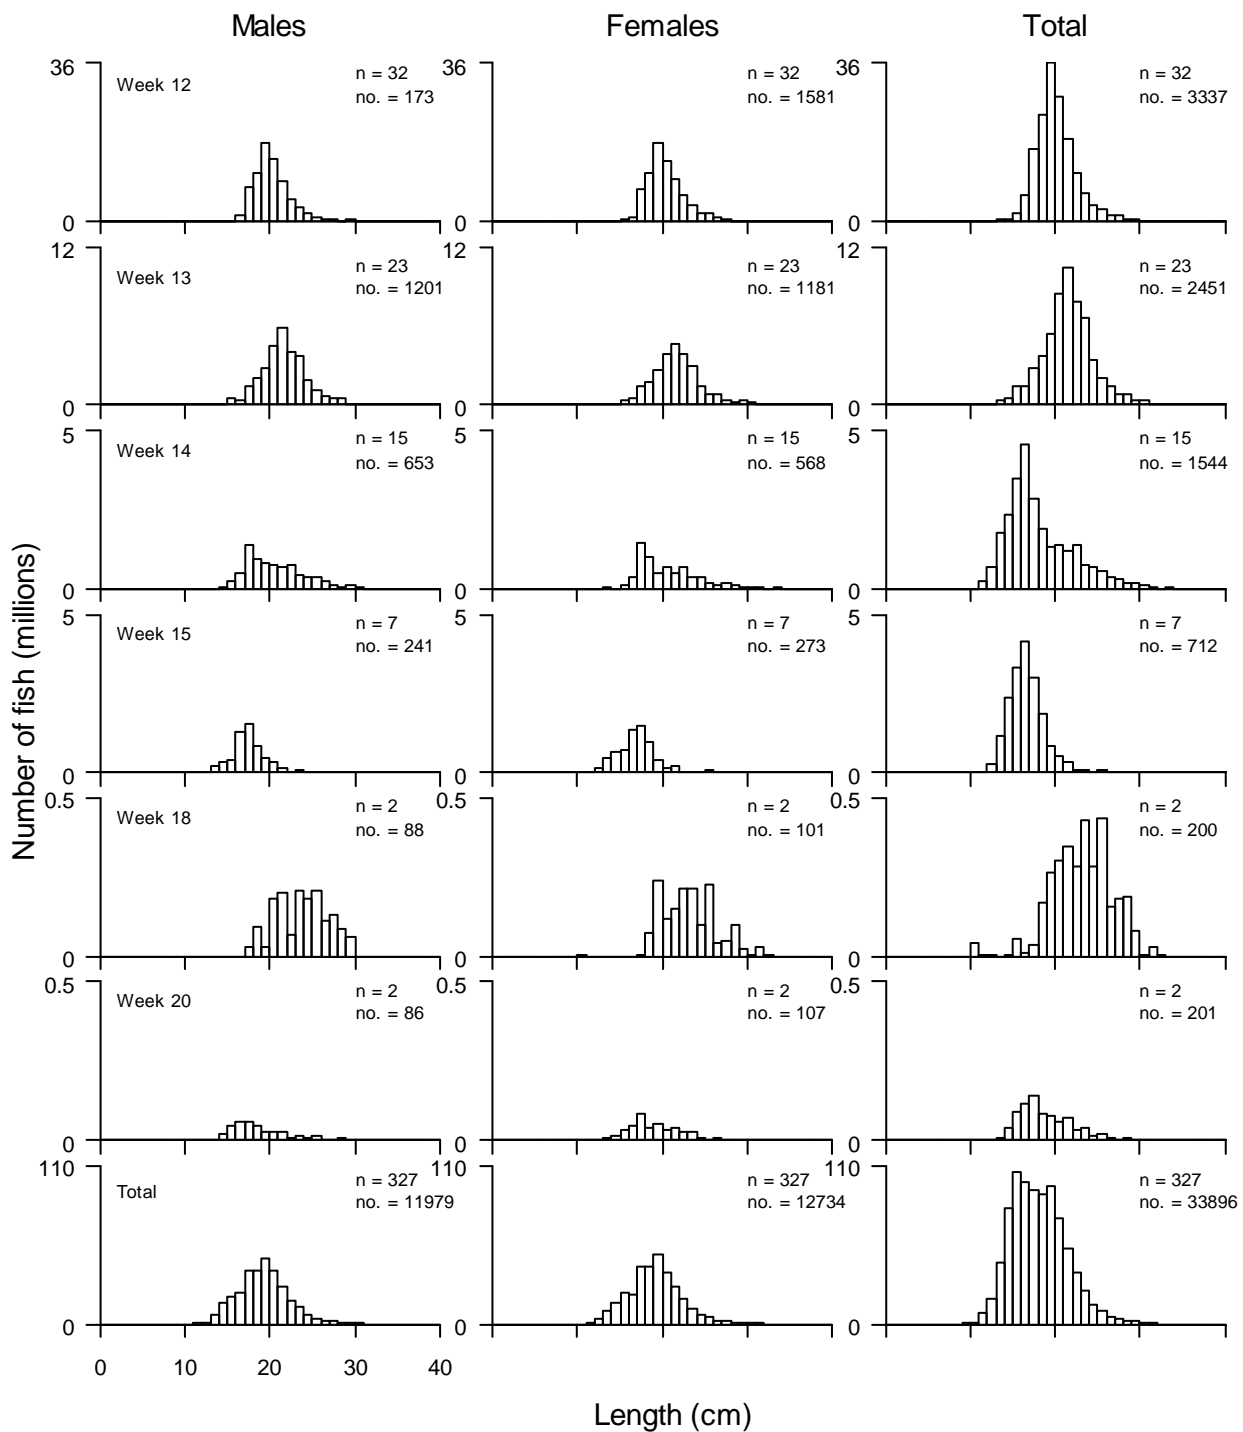 Males Females Total
36 Week 12 n = 32 no. = 173
36 n = 32 no. = 1581
36 n = 32 no. = 3337
0 0 0
12 Week 13 n = 23 no. = 1201
12 n = 23 no. = 1181
12 n = 23 no. = 2451
0 0 0
5 Week 14 n = 15 no. = 653
5 n = 15 no. = 568
5 n = 15 no. = 1544
0 0 0
5 Week 15 n = 7 no. = 241
5 n = 7 no. = 273
5 n = 7 no. = 712
0 0 0
0.5 Week 18 n = 2 no. = 88
0.5 n = 2 no. = 101
0.5 n = 2 no. = 200
0 0 0
0.5 Week 20 n = 2 no. = 86
0.5 n = 2 no. = 107
0.5 n = 2 no. = 201
0 0 0
110 Total n = 327 no. = 11979
110 n = 327 no. = 12734
110 n = 327 no. = 33896
0 0 0
0 10 20 30 40
Length (cm)
Number of fish (millions)